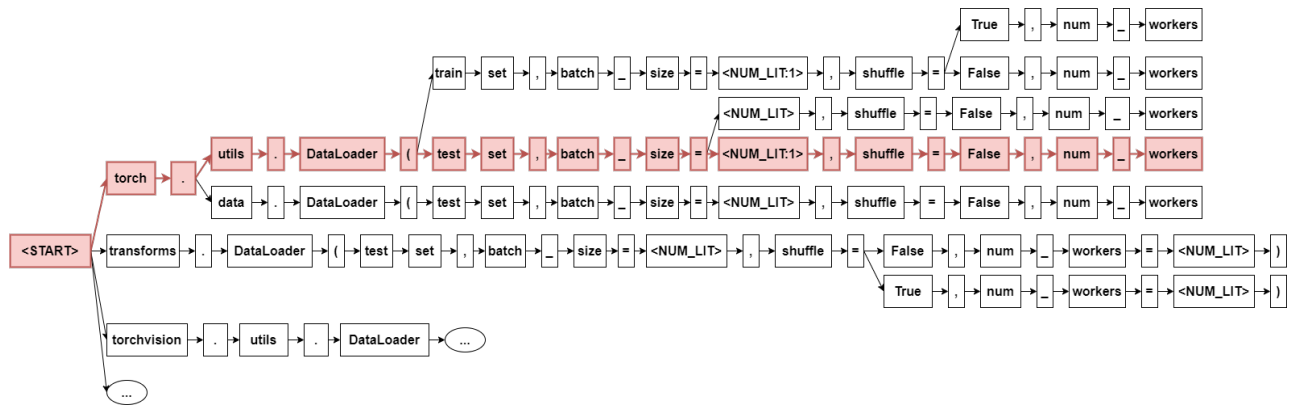 True , num _ workers
train set , batch _ size = <NUM_LIT:1> , shuffle = False , num _ workers
<NUM_LIT> , shuffle = False , num _ workers
utils . DataLoader ( test set , batch _ size = <NUM_LIT:1> , shuffle = False , num _ workers
torch .
data . DataLoader ( test set , batch _ size = <NUM_LIT> , shuffle = False , num _ workers
<START> transforms . DataLoader ( test set , batch _ size = <NUM_LIT> , shuffle = False , num _ workers = <NUM_LIT> )
True , num _ workers = <NUM_LIT> )
torchvision . utils . DataLoader ...
...